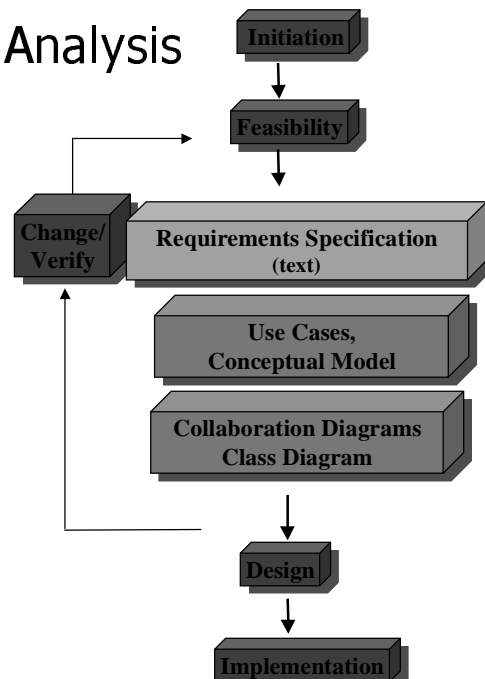 Analysis
Initiation
Feasibility
Change/
Verify
Requirements Specification
(text)
Use Cases,
Conceptual Model
Collaboration Diagrams
Class Diagram
Design
Implementation